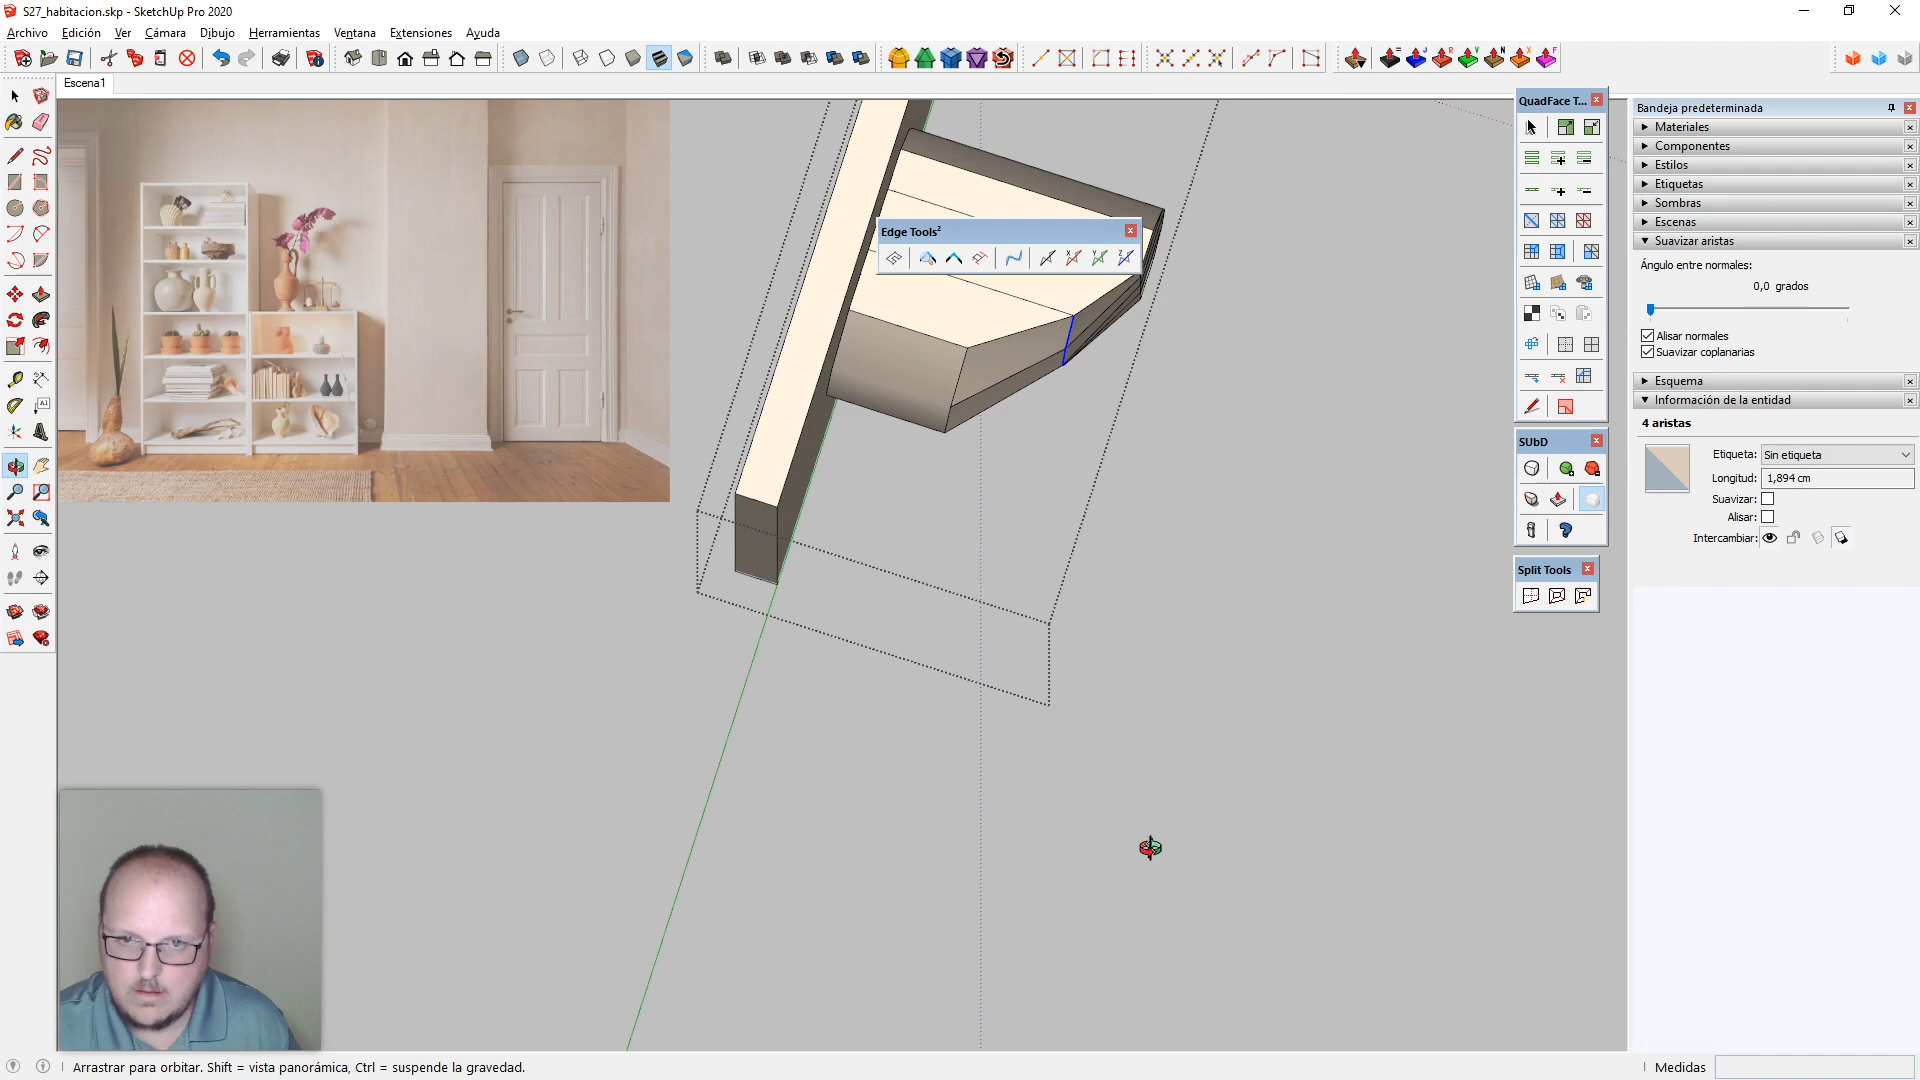 S27_habitacion.skp - SketchUp Pro 2020
Archivo Edición Ver Cámara Dibujo Herramientas Ventana Extensiones Ayuda
Escena1
QuadFace T...
Bandeja predeterminada
Materiales
Componentes
Estilos
Etiquetas
Sombras
Escenas
Suavizar aristas
Ángulo entre normales:
0,0 grados
Alisar normales
Suavizar coplanarias
Esquema
Información de la entidad
4 aristas
Etiqueta: Sin etiqueta
Longitud: 1,894 cm
Suavizar:
Alisar:
Intercambiar:
Edge Tools²
SUbD
Split Tools
Arrastrar para orbitar. Shift = vista panorámica, Ctrl = suspende la gravedad.
Medidas